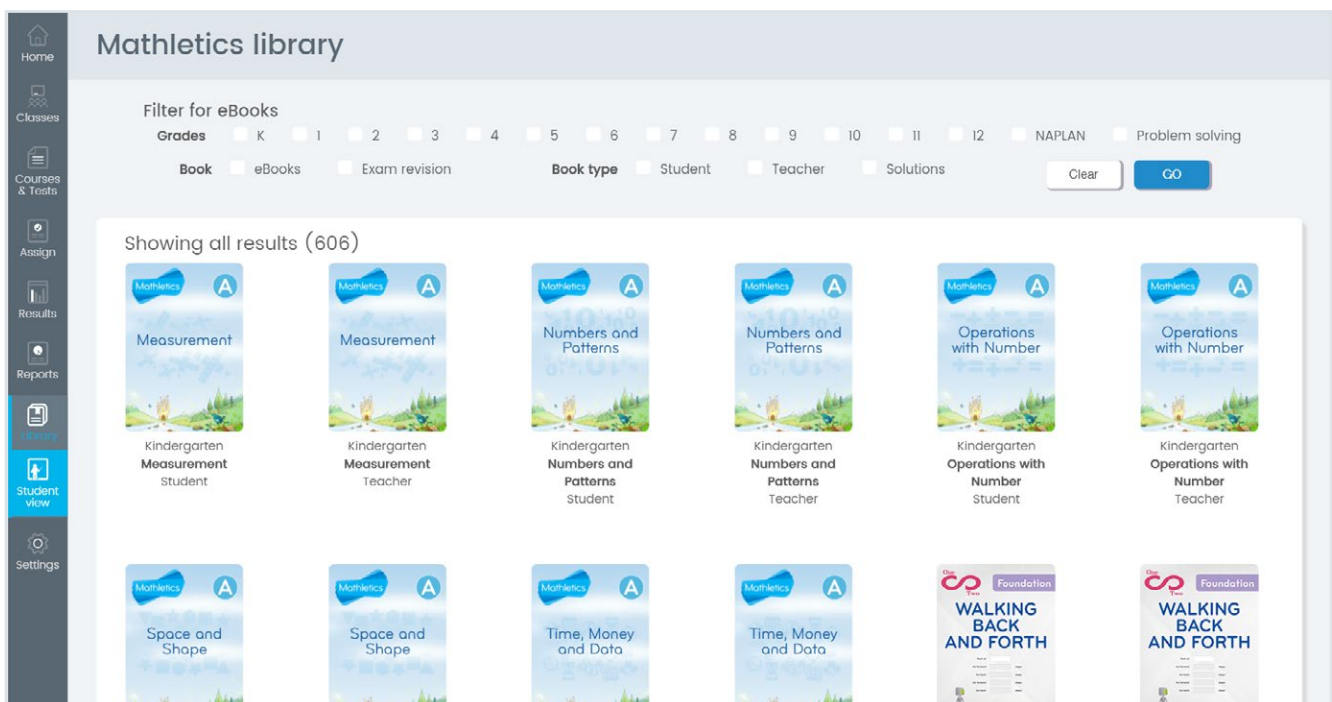 Home
Classes
Courses
& Tests
Assign
Results
Reports
Library
Student
view
Settings
Mathletics library
Filter for eBooks
Grades K 1 2 3 4 5 6 7 8 9 10 11 12 NAPLAN Problem solving
Book eBooks Exam revision Book type Student Teacher Solutions Clear GO
Showing all results (606)
Mathletics A
Measurement
Kindergarten
Measurement
Student
Mathletics A
Measurement
Kindergarten
Measurement
Teacher
Mathletics A
Numbers and
Patterns
Kindergarten
Numbers and
Patterns
Student
Mathletics A
Numbers and
Patterns
Kindergarten
Numbers and
Patterns
Teacher
Mathletics A
Operations
with Number
Kindergarten
Operations with
Number
Student
Mathletics A
Operations
with Number
Kindergarten
Operations with
Number
Teacher
Mathletics A
Space and
Shape
Mathletics A
Space and
Shape
Mathletics A
Time, Money
and Data
Mathletics A
Time, Money
and Data
One
Two
Foundation
WALKING
BACK
AND FORTH
One
Two
Foundation
WALKING
BACK
AND FORTH